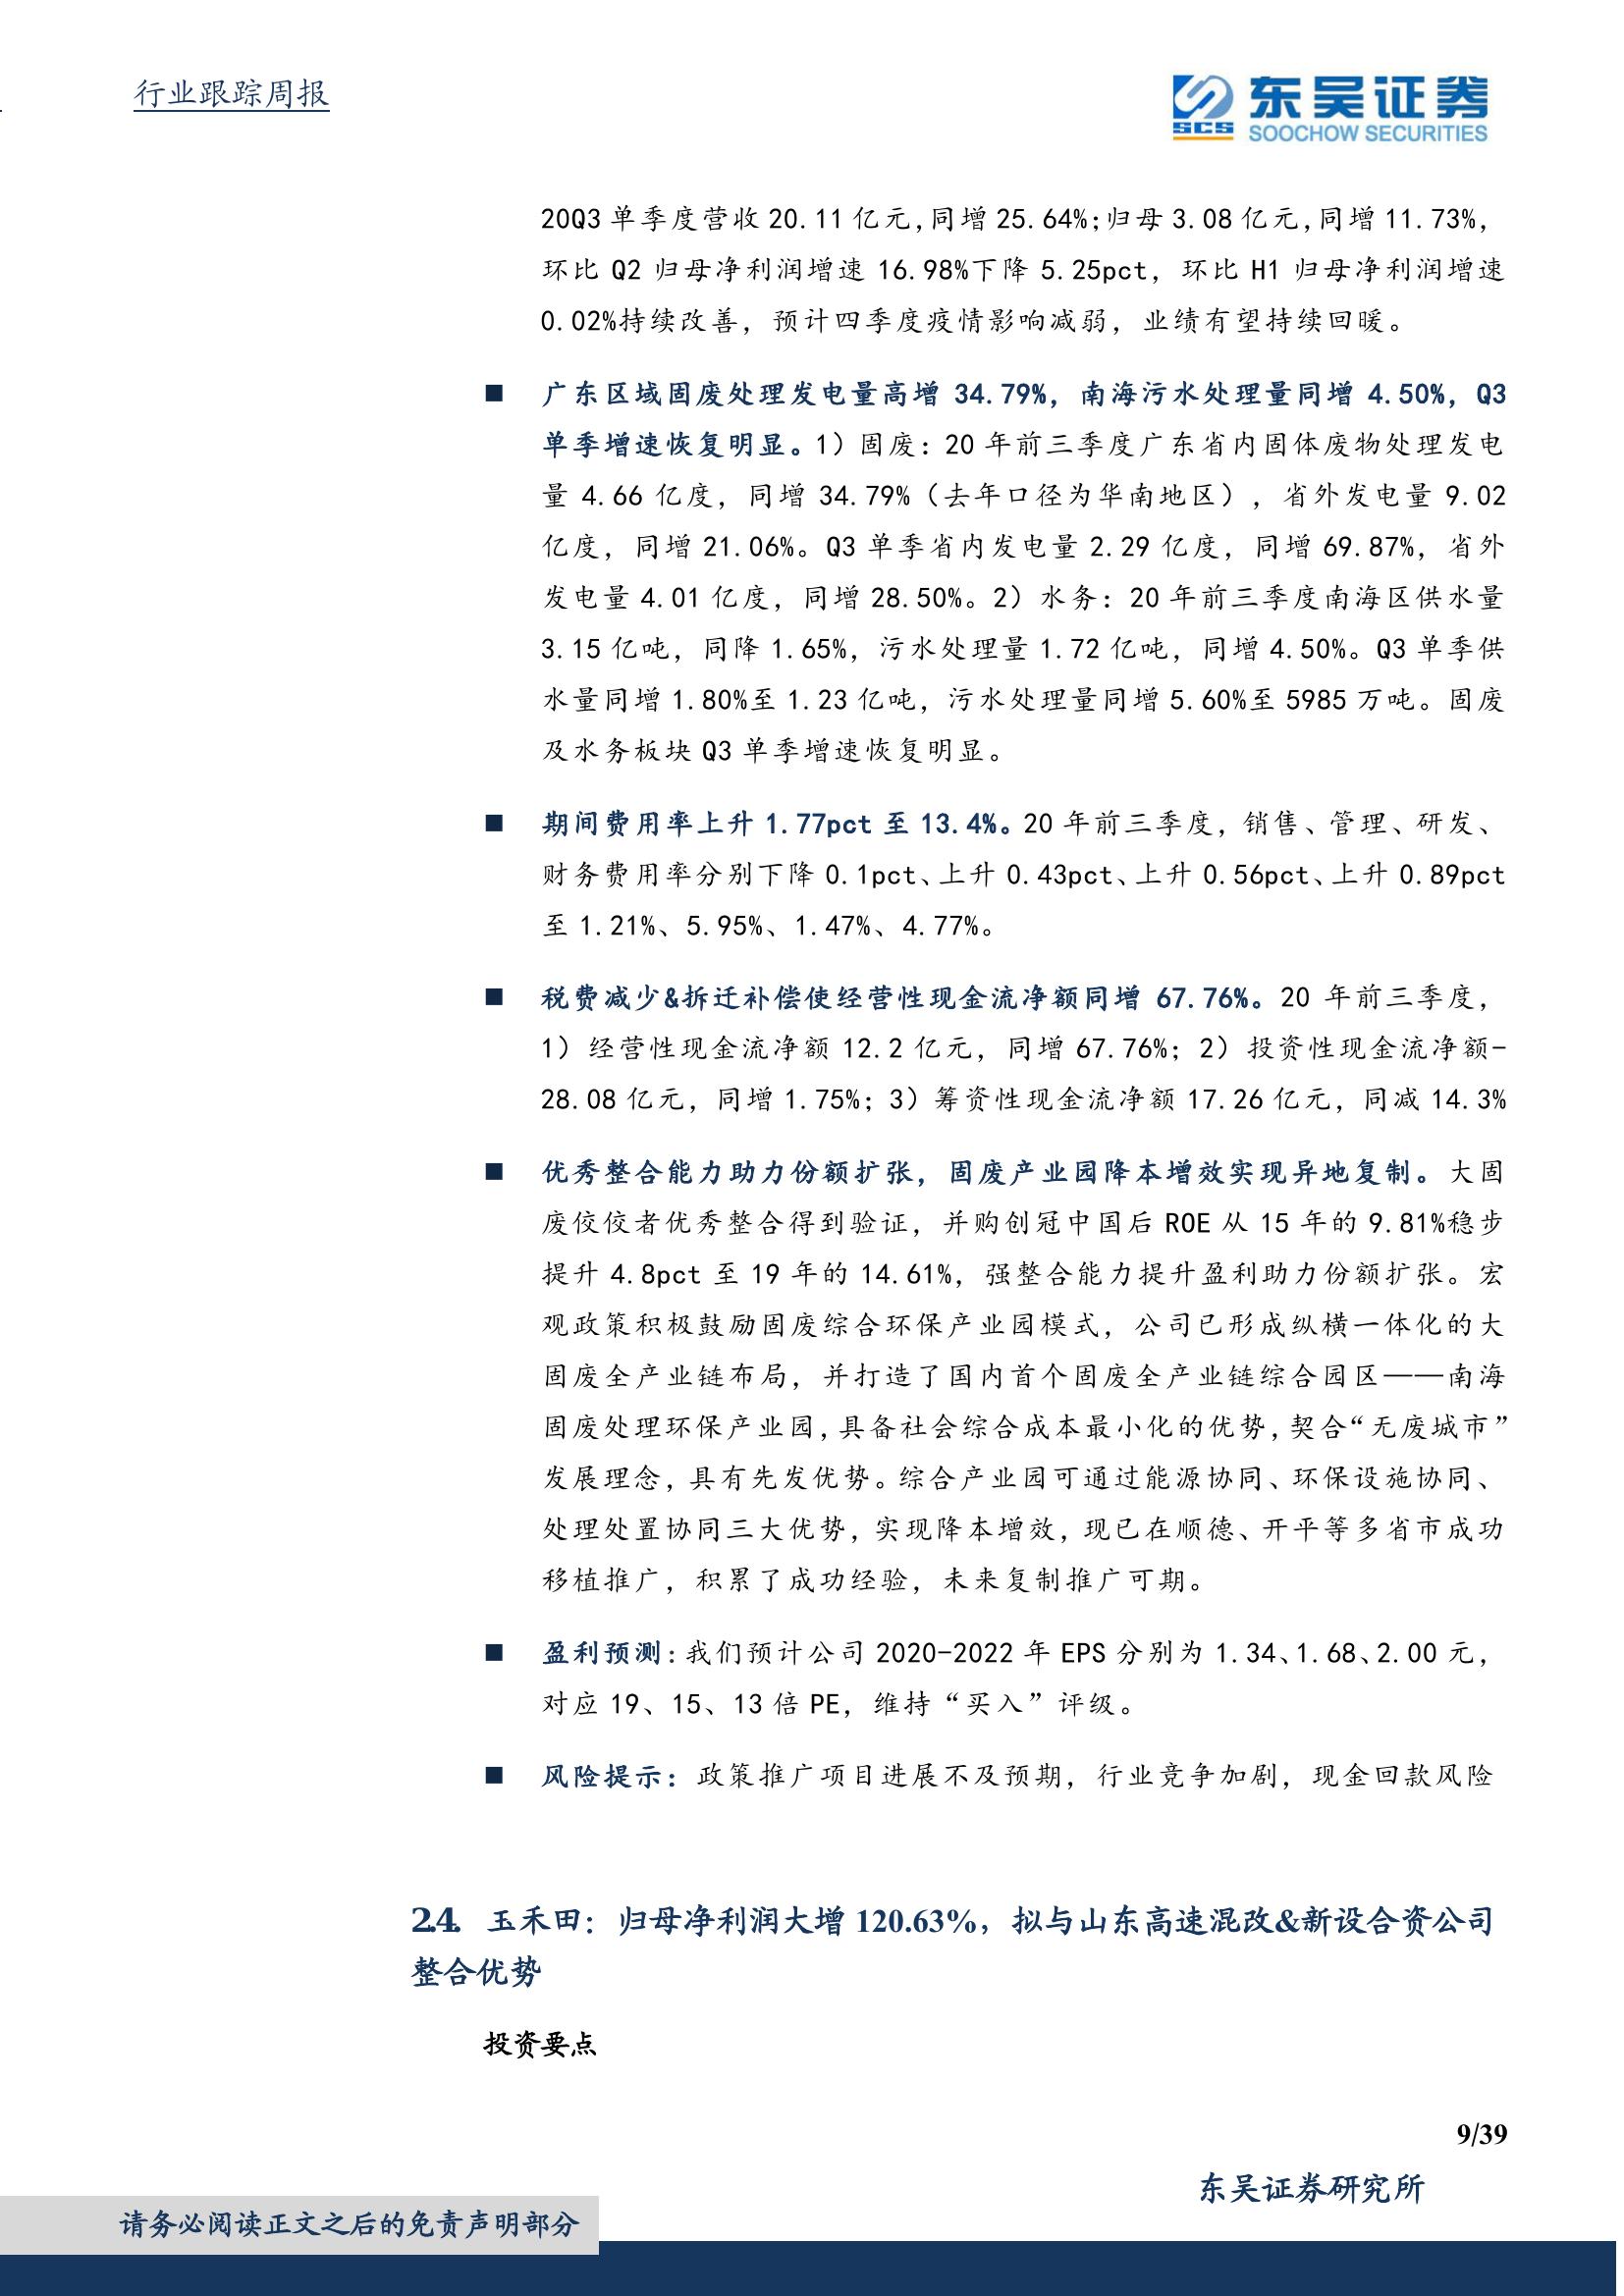 行业跟踪周报
SCS
东吴证券
SOOCHOW SECURITIES
20Q3 单季度营收 20.11 亿元,同增 25.64%;归母 3.08 亿元,同增 11.73%,
环比 Q2 归母净利润增速 16.98%下降 5.25pct，环比 H1 归母净利润增速
0.02%持续改善，预计四季度疫情影响减弱，业绩有望持续回暖。
■ 广东区域固废处理发电量高增 34.79%，南海污水处理量同增 4.50%，Q3
单季增速恢复明显。1）固废：20 年前三季度广东省内固体废物处理发电
量 4.66 亿度，同增 34.79%（去年口径为华南地区），省外发电量 9.02
亿度，同增 21.06%。Q3 单季省内发电量 2.29 亿度，同增 69.87%，省外
发电量 4.01 亿度，同增 28.50%。2）水务：20 年前三季度南海区供水量
3.15 亿吨，同降 1.65%，污水处理量 1.72 亿吨，同增 4.50%。Q3 单季供
水量同增 1.80%至 1.23 亿吨，污水处理量同增 5.60%至 5985 万吨。固废
及水务板块 Q3 单季增速恢复明显。
■ 期间费用率上升 1.77pct 至 13.4%。20 年前三季度，销售、管理、研发、
财务费用率分别下降 0.1pct、上升 0.43pct、上升 0.56pct、上升 0.89pct
至 1.21%、5.95%、1.47%、4.77%。
■ 税费减少&拆迁补偿使经营性现金流净额同增 67.76%。20 年前三季度，
1）经营性现金流净额 12.2 亿元，同增 67.76%；2）投资性现金流净额-
28.08 亿元，同增 1.75%；3）筹资性现金流净额 17.26 亿元，同减 14.3%
■ 优秀整合能力助力份额扩张，固废产业园降本增效实现异地复制。大固
废佼佼者优秀整合得到验证，并购创冠中国后 ROE 从 15 年的 9.81%稳步
提升 4.8pct 至 19 年的 14.61%，强整合能力提升盈利助力份额扩张。宏
观政策积极鼓励固废综合环保产业园模式，公司已形成纵横一体化的大
固废全产业链布局，并打造了国内首个固废全产业链综合园区——南海
固废处理环保产业园,具备社会综合成本最小化的优势,契合“无废城市”
发展理念，具有先发优势。综合产业园可通过能源协同、环保设施协同、
处理处置协同三大优势，实现降本增效，现已在顺德、开平等多省市成功
移植推广，积累了成功经验，未来复制推广可期。
■ 盈利预测：我们预计公司 2020-2022 年 EPS 分别为 1.34、1.68、2.00 元，
对应 19、15、13 倍 PE，维持“买入”评级。
■ 风险提示：政策推广项目进展不及预期，行业竞争加剧，现金回款风险
2.4. 玉禾田：归母净利润大增 120.63%，拟与山东高速混改&新设合资公司
整合优势
投资要点
9/39
东吴证券研究所
请务必阅读正文之后的免责声明部分